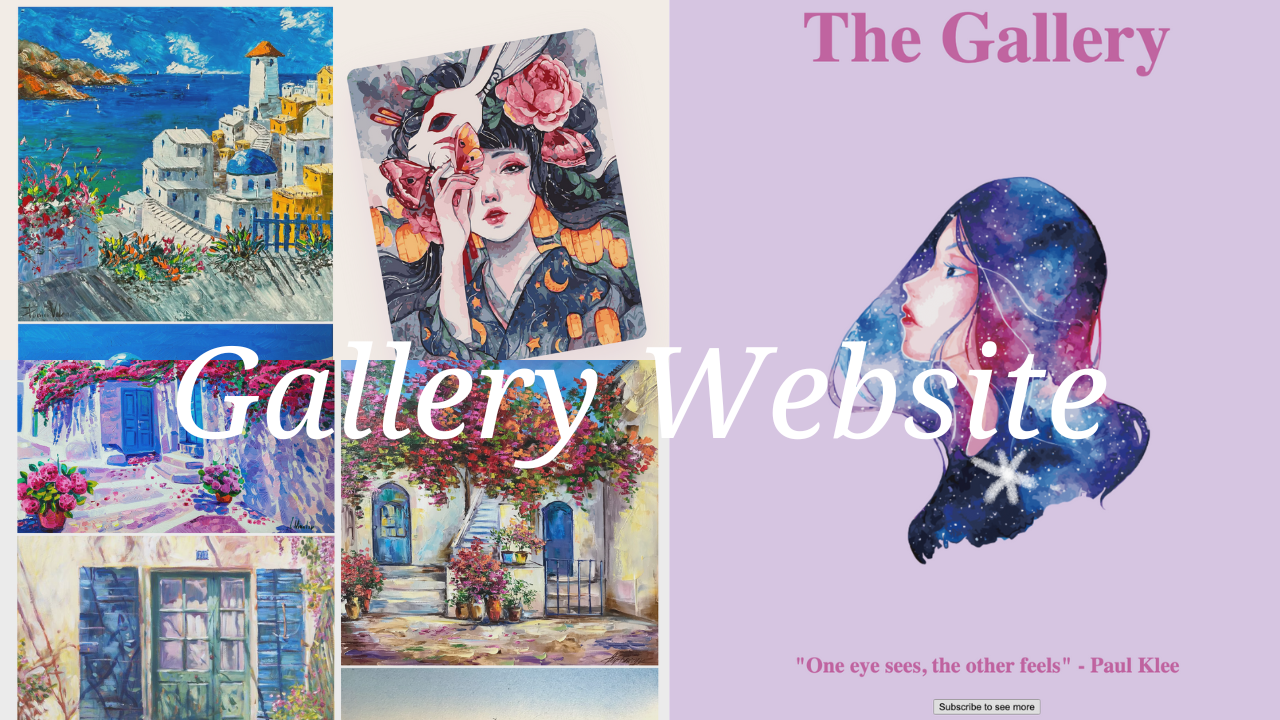 The Gallery
Gallery Website
"One eye sees, the other feels" - Paul Klee
Subscribe to see more